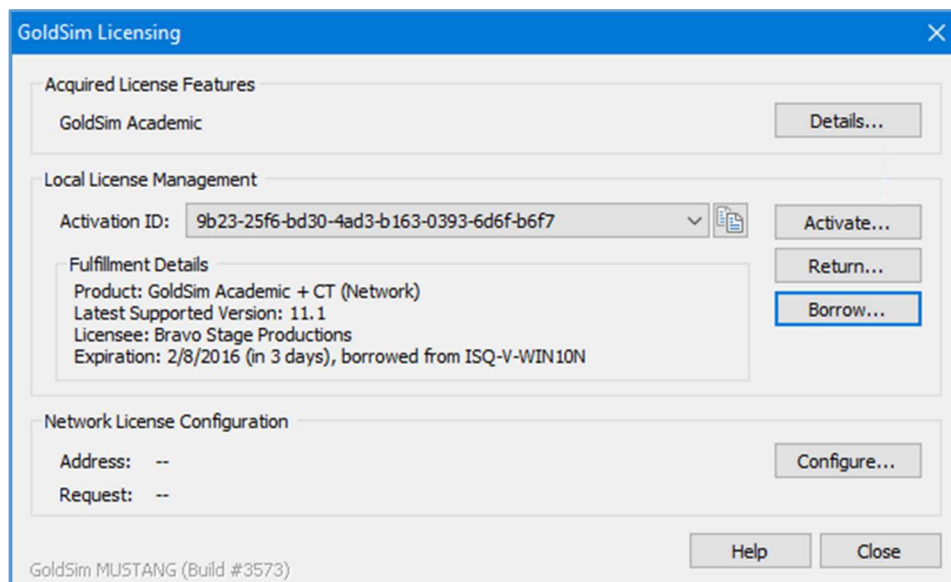 GoldSim Licensing
Acquired License Features
GoldSim Academic
Details...
Local License Management
Activation ID: 9b23-25f6-bd30-4ad3-b163-0393-6d6f-b6f7
Activate...
Fulfillment Details
Return...
Product: GoldSim Academic + CT (Network)
Latest Supported Version: 11.1
Borrow...
Licensee: Bravo Stage Productions
Expiration: 2/8/2016 (in 3 days), borrowed from ISQ-V-WIN10N
Network License Configuration
Address: --
Configure...
Request: --
Help
Close
GoldSim MUSTANG (Build #3573)